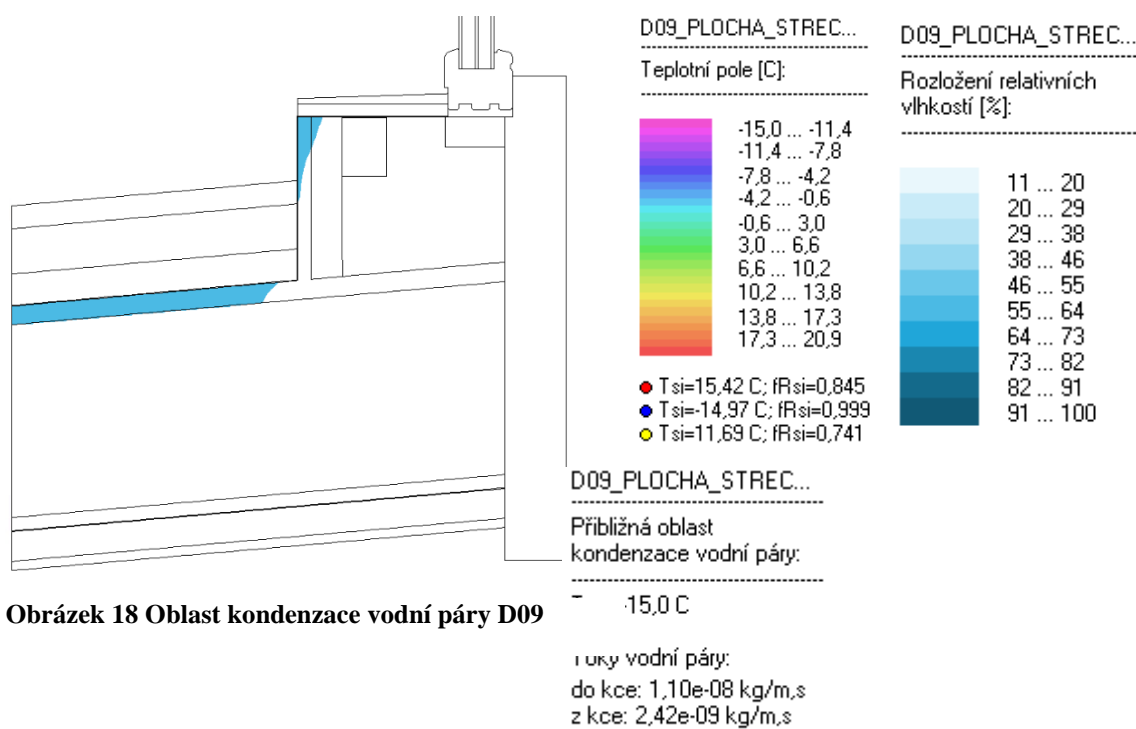 D09_PLOCHA_STREC...
Teplotní pole [C]:
-15,0 ... -11,4
-11,4 ... -7,8
-7,8 ... -4,2
-4,2 ... -0,6
-0,6 ... 3,0
3,0 ... 6,6
6,6 ... 10,2
10,2 ... 13,8
13,8 ... 17,3
17,3 ... 20,9
Tsi=15,42 C; fRsi=0,845
Tsi=-14,97 C; fRsi=0,999
Tsi=11,69 C; fRsi=0,741
D09_PLOCHA_STREC...
Rozložení relativních
vlhkostí [%]:
11 ... 20
20 ... 29
29 ... 38
38 ... 46
46 ... 55
55 ... 64
64 ... 73
73 ... 82
82 ... 91
91 ... 100
D09_PLOCHA_STREC...
Přibližná oblast
kondenzace vodní páry:
-15,0 C
vodní páry:
do kce: 1,10e-08 kg/m,s
z kce: 2,42e-09 kg/m,s
Obrázek 18 Oblast kondenzace vodní páry D09